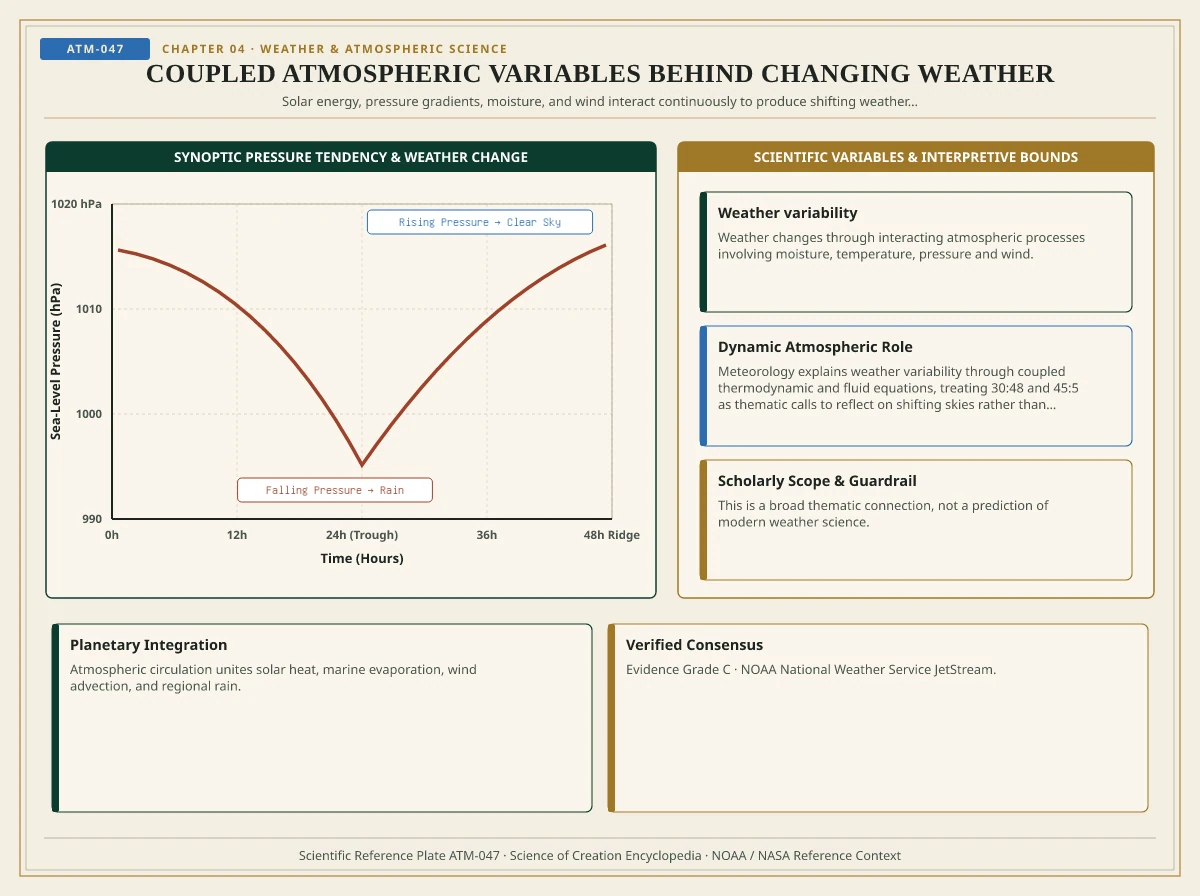 ATM-047
CHAPTER 04 · WEATHER & ATMOSPHERIC SCIENCE
COUPLED ATMOSPHERIC VARIABLES BEHIND CHANGING WEATHER
Solar energy, pressure gradients, moisture, and wind interact continuously to produce shifting weather...
SYNOPTIC PRESSURE TENDENCY & WEATHER CHANGE
1020 hPa
Rising Pressure → Clear Sky
1010
Sea-Level Pressure (hPa)
1000
Falling Pressure → Rain
990
0h
12h
24h (Trough)
36h
48h Ridge
Time (Hours)
SCIENTIFIC VARIABLES & INTERPRETIVE BOUNDS
Weather variability
Weather changes through interacting atmospheric processes
involving moisture, temperature, pressure and wind.
Dynamic Atmospheric Role
Meteorology explains weather variability through coupled
thermodynamic and fluid equations, treating 30:48 and 45:5
as thematic calls to reflect on shifting skies rather than...
Scholarly Scope & Guardrail
This is a broad thematic connection, not a prediction of
modern weather science.
Planetary Integration
Atmospheric circulation unites solar heat, marine evaporation, wind
advection, and regional rain.
Verified Consensus
Evidence Grade C · NOAA National Weather Service JetStream.
Scientific Reference Plate ATM-047 · Science of Creation Encyclopedia · NOAA / NASA Reference Context